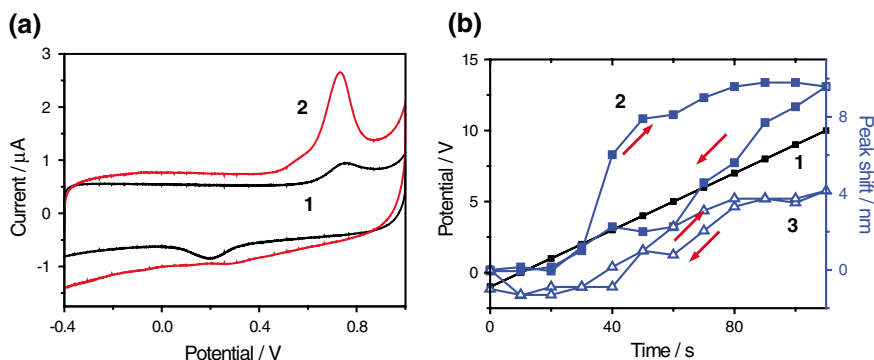 (a)
3
2
1
0
-1
Current / μA
2
1
-0.4 0.0 0.4 0.8
Potential / V
(b)
15
10
5
0
Potential / V
2
1
3
8
4
0
Peak shift / nm
0 40 80
Time / s